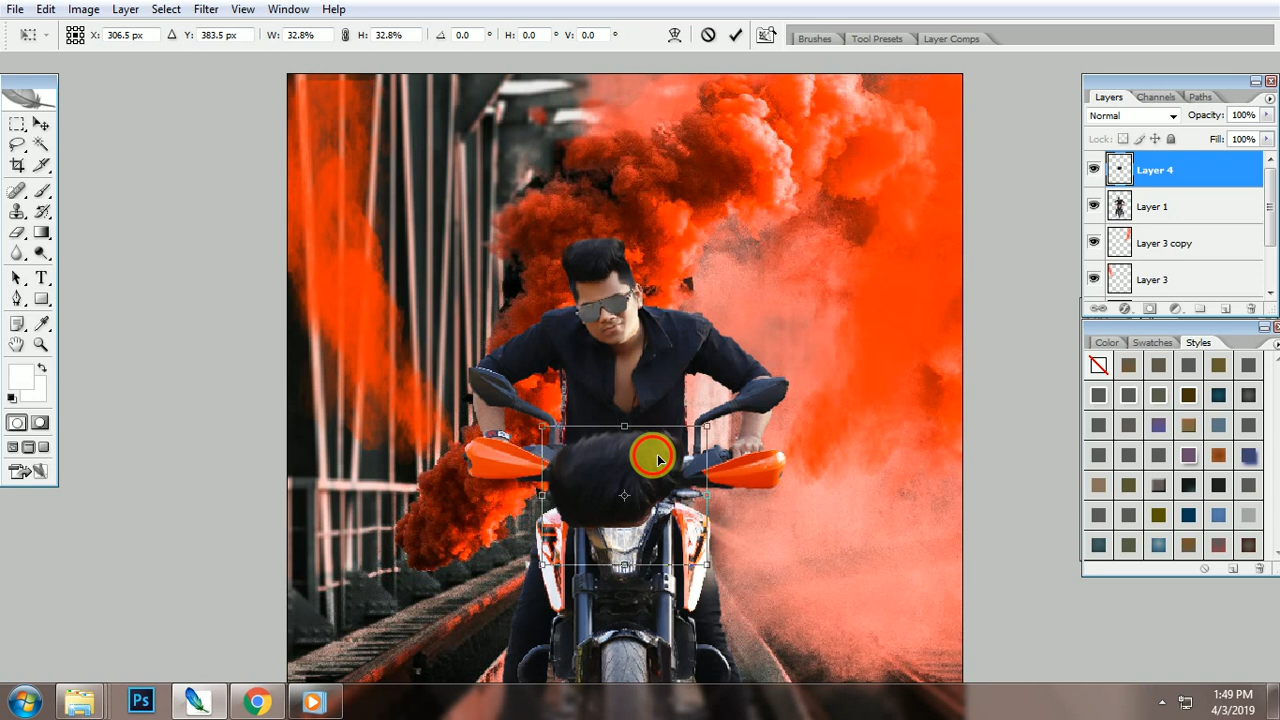 File Edit Image Layer Select Filter View Window Help
X: 306.5 px Y: 383.5 px W: 32.8% H: 32.8% 0.0 ° H: 0.0 ° V: 0.0 °
Brushes Tool Presets Layer Comps
Layers Channels Paths
Normal Opacity: 100%
Lock: Fill: 100%
Layer 4
Layer 1
Layer 3 copy
Layer 3
Color Swatches Styles
T
Ps
1:49 PM
4/3/2019